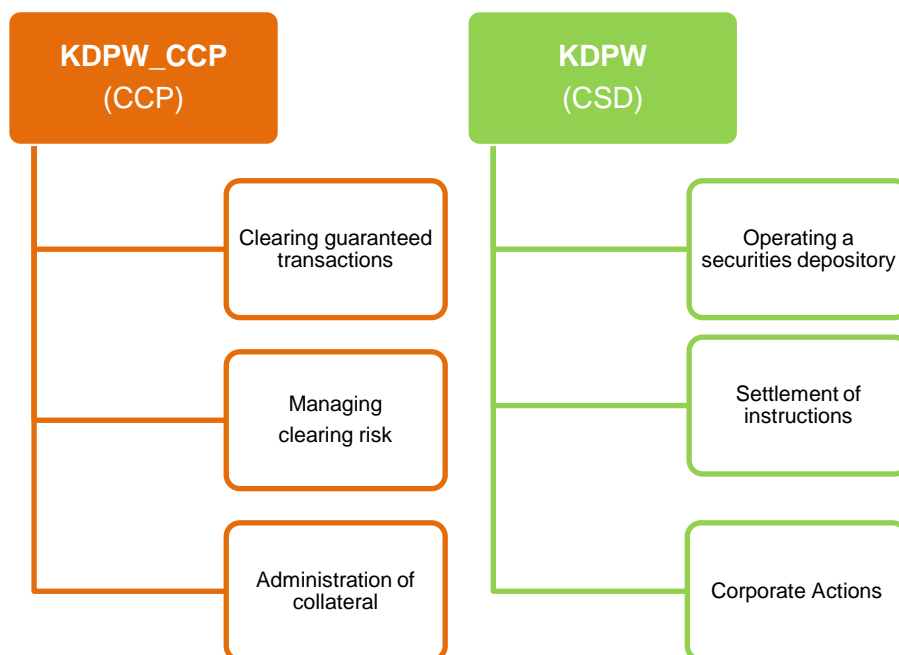 KDPW_CCP
(CCP)
Clearing guaranteed
transactions
Managing
clearing risk
Administration of
collateral
KDPW
(CSD)
Operating a
securities depository
Settlement of
instructions
Corporate Actions